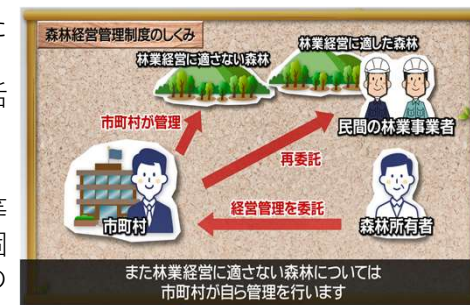 森林経営管理制度のしくみ
林業経営に適さない森林
林業経営に適した森林
市町村が管理
民間の林業事業者
再委託
経営管理を委託
市町村
森林所有者
また林業経営に適さない森林については
市町村が自ら管理を行います